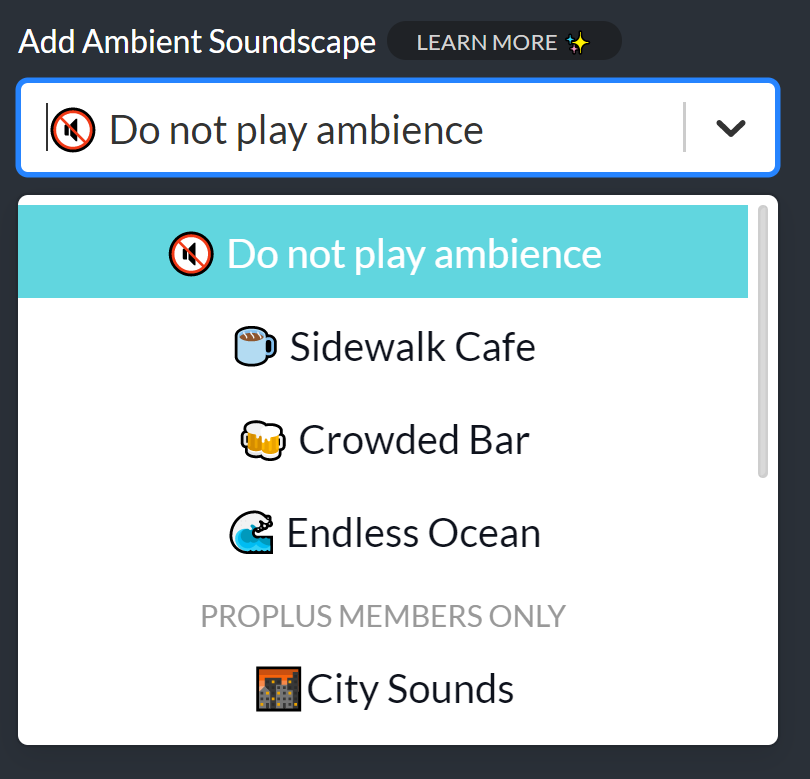 Add Ambient Soundscape LEARN MORE ✨
Do not play ambience
Do not play ambience
Sidewalk Cafe
Crowded Bar
Endless Ocean
PROPLUS MEMBERS ONLY
City Sounds